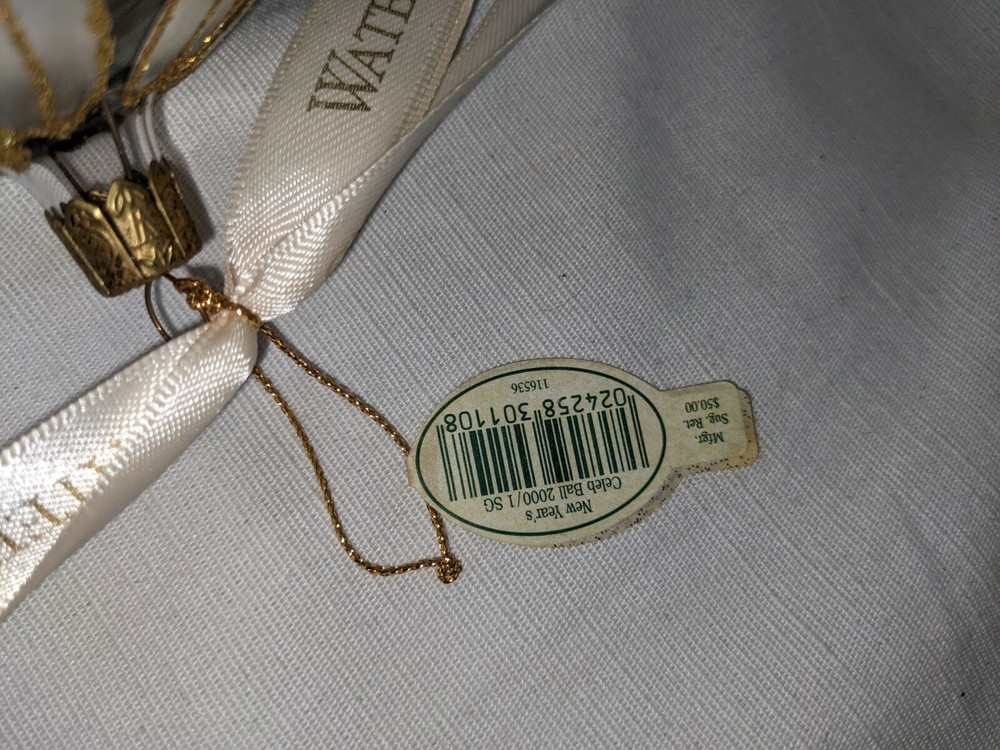 WATE
New Year's
Celeb Ball 2000/1 SG
024258 301108
116536
Mfgr.
Sug. Ret.
$50.00